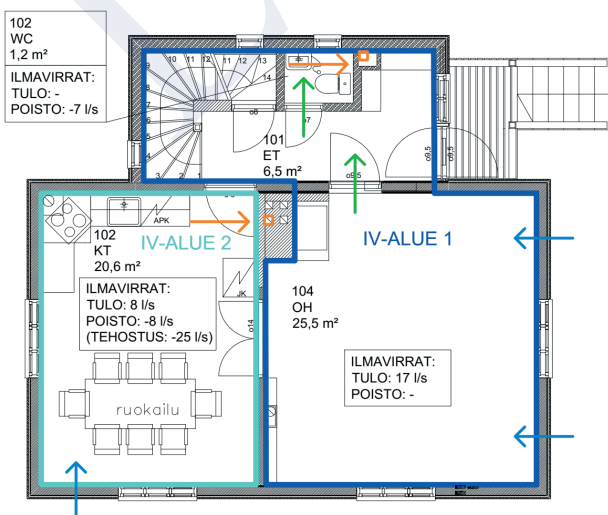 102
WC
1,2 m²
ILMAVIRRAT:
TULO: -
POISTO: -7 l/s
10 11 12 13
9 10 11 12 13
8
14
7
6
5
4
3 2 1
o8
o7
101
ET
6,5 m²
o9,5
o9,5
o9,5
APK
102
KT
20,6 m²
IV-ALUE 2
IV-ALUE 1
ILMAVIRRAT:
TULO: 8 l/s
POISTO: -8 l/s
(TEHOSTUS: -25 l/s)
JK
o14
104
OH
25,5 m²
ILMAVIRRAT:
TULO: 17 l/s
POISTO: -
ruokailu